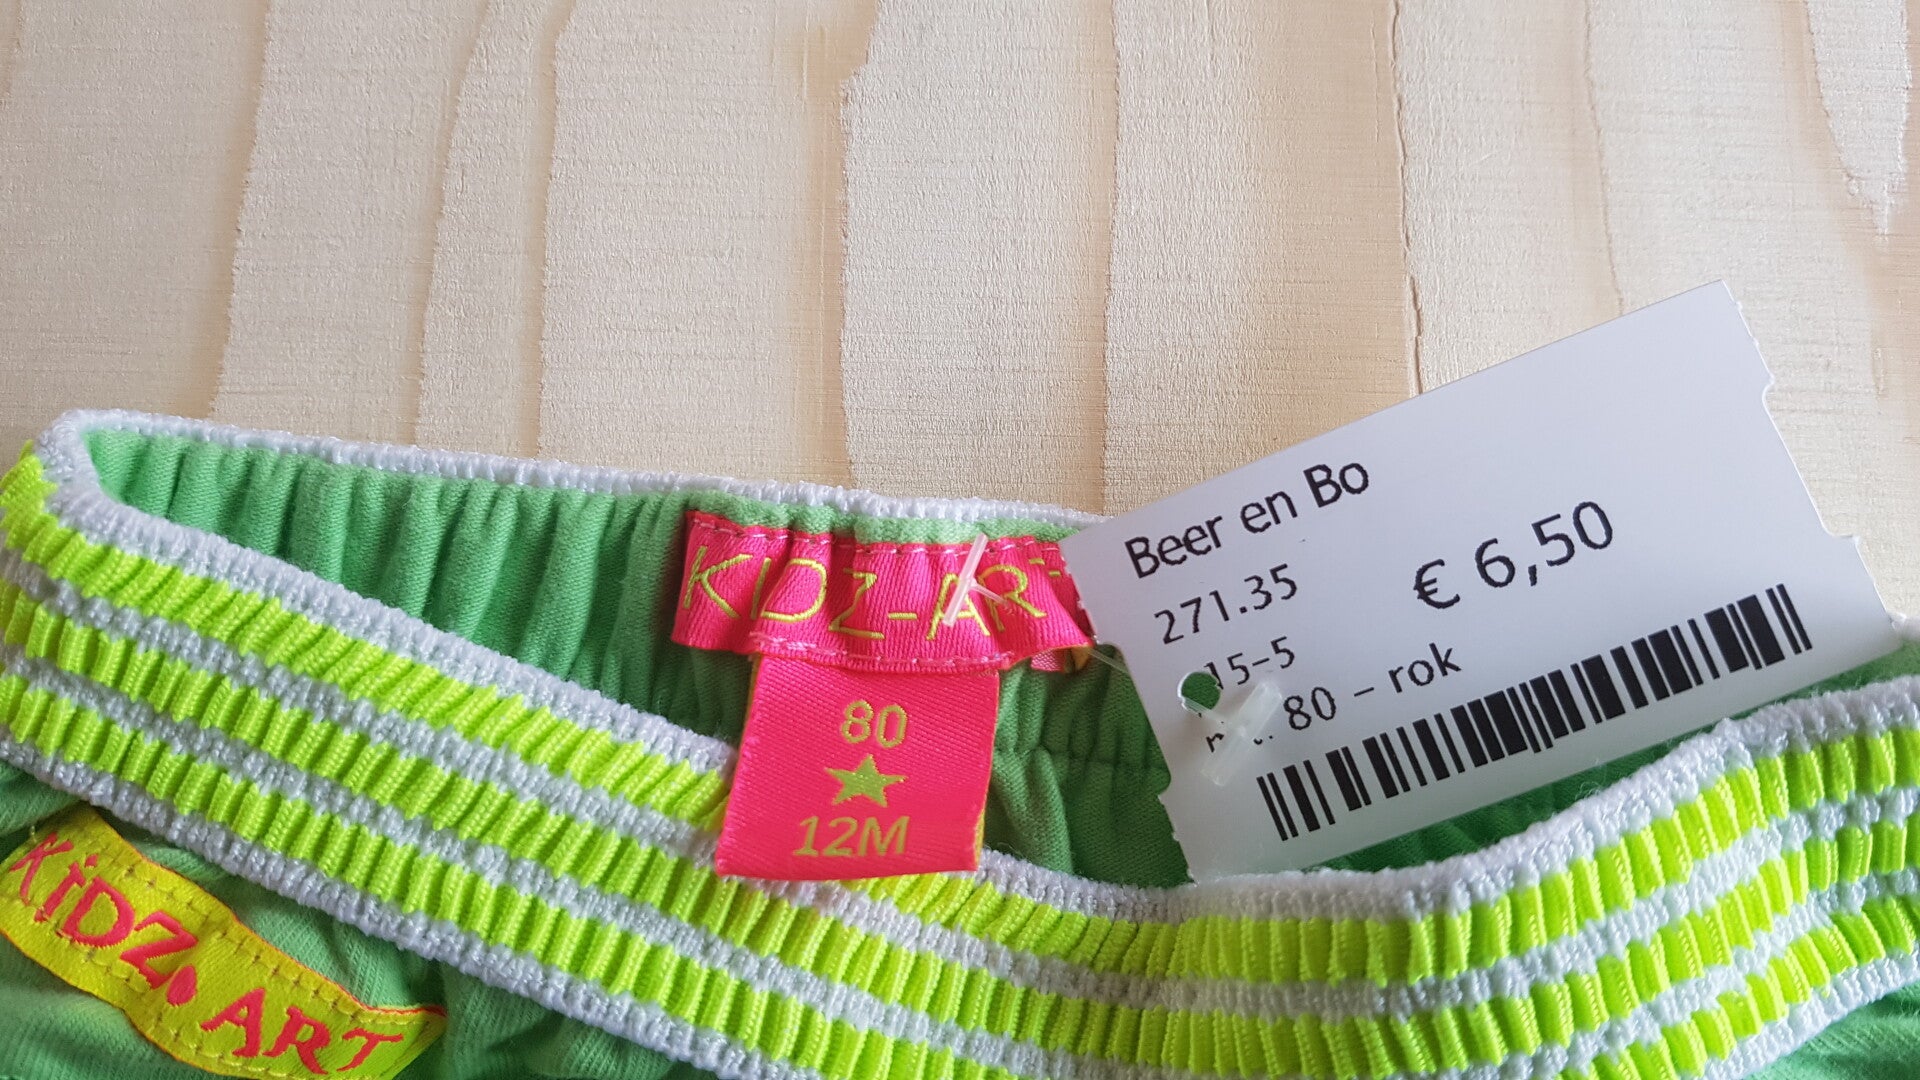 KIDZ-ART
80
12M
KiDZ.ART
Beer en Bo
271.35
€ 6,50
15-5
80 - rok